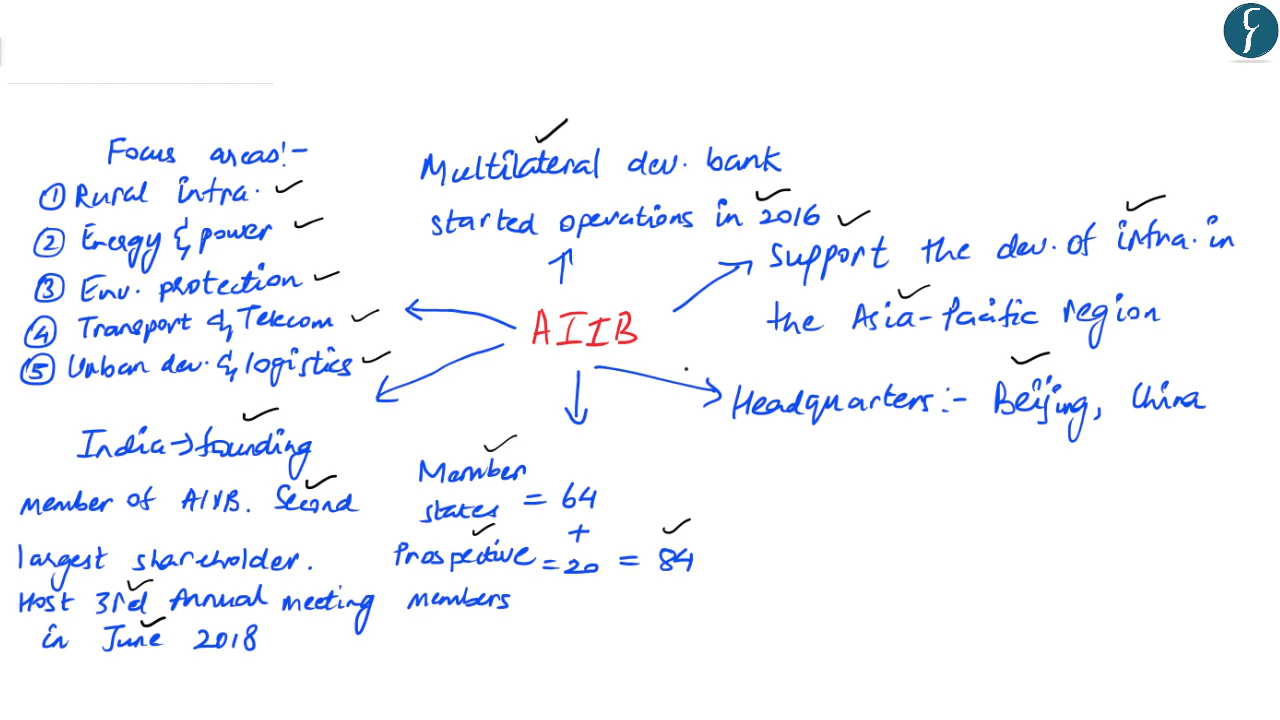 Focus areas:-
① Rural infra.
② Energy & power
③ Env. protection
④ Transport & Telecom
⑤ Urban dev. & logistics
Multilateral dev. bank
started operations in 2016
Support the dev. of infra. in
the Asia-Pacific region
AIIB
Headquarters:- Beijing, China
India → founding
member of AIIB. Second
largest shareholder.
Host 3rd Annual meeting
in June 2018
Member
states = 64
+
Prospective = 20 = 84
members